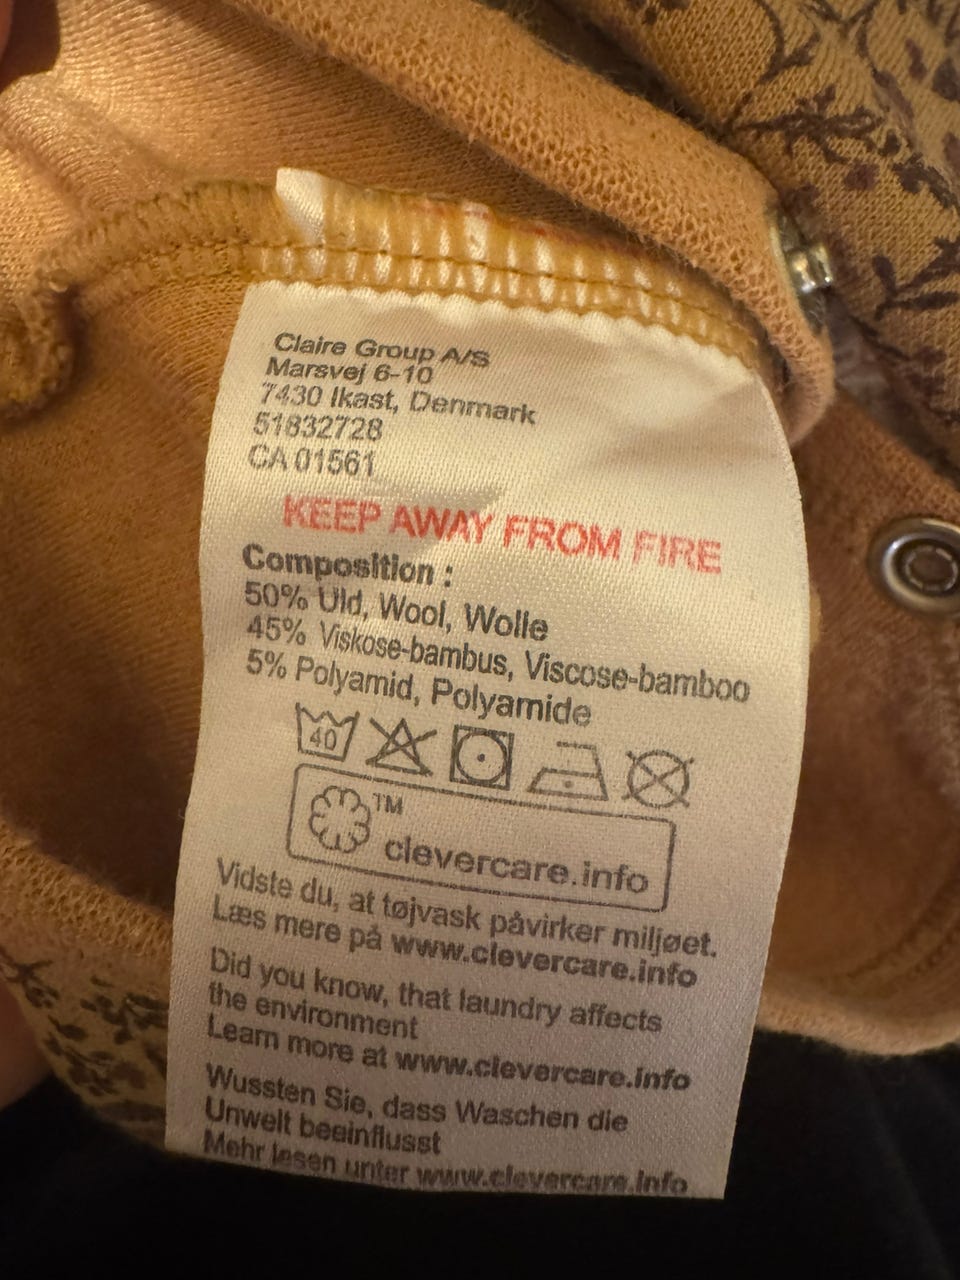 Claire Group A/S
Marsvej 6-10
7430 Ikast, Denmark
51832728
CA 01561
KEEP AWAY FROM FIRE
Composition :
50% Uld, Wool, Wolle
45% Viskose-bambus, Viscose-bamboo
5% Polyamid, Polyamide
40
TM
clevercare.info
Vidste du, at tøjvask påvirker miljøet.
Læs mere på www.clevercare.info
Did you know, that laundry affects
the environment
Learn more at www.clevercare.info
Wussten Sie, dass Waschen die
Unwelt beeinflusst
Mehr lesen unter www.clevercare.info